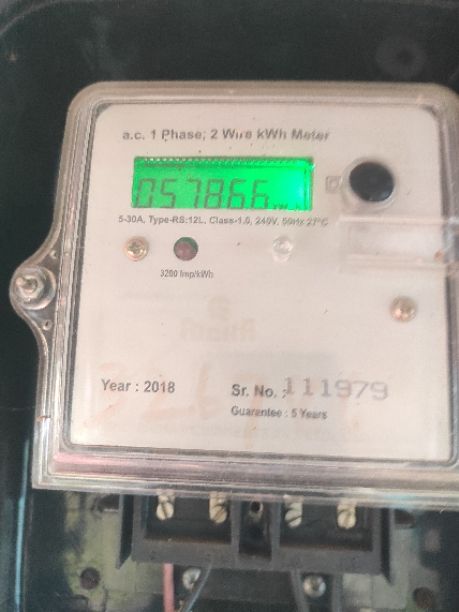 a.c. 1 Phase; 2 Wire kWh Meter
057866
5-30A, Type-RS:12L, Class-1.0, 240V, 50Hz 27°C
3200 Imp/kWh
Year : 2018
Sr. No. : 111979
Guarantee : 5 Years